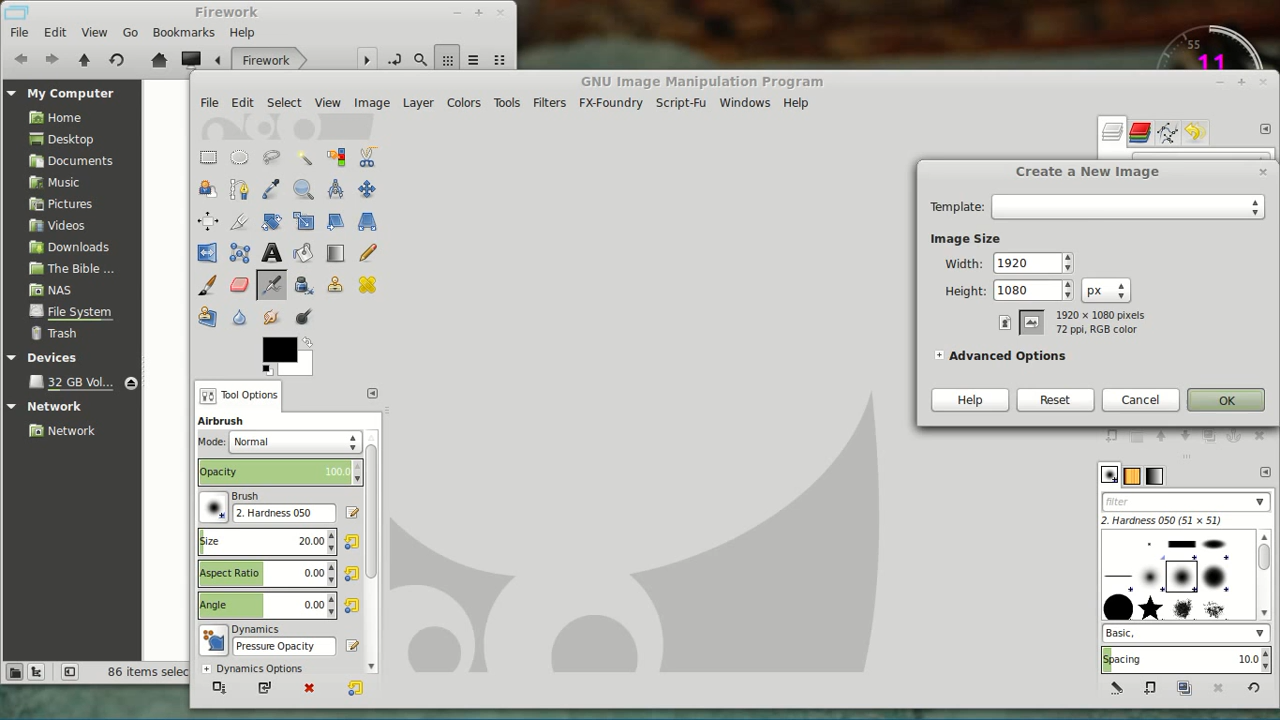 Firework
File Edit View Go Bookmarks Help
Firework
My Computer
Home
Desktop
Documents
Music
Pictures
Videos
Downloads
The Bible ...
NAS
File System
Trash
Devices
32 GB Vol...
Network
Network
86 items selec
55
11
GNU Image Manipulation Program
File Edit Select View Image Layer Colors Tools Filters FX-Foundry Script-Fu Windows Help
Tool Options
Airbrush
Mode: Normal
Opacity 100.0
Brush
2. Hardness 050
Size 20.00
Aspect Ratio 0.00
Angle 0.00
Dynamics
Pressure Opacity
Dynamics Options
Create a New Image
Template:
Image Size
Width: 1920
Height: 1080 px
1920 × 1080 pixels
72 ppi, RGB color
Advanced Options
Help Reset Cancel OK
filter
2. Hardness 050 (51 × 51)
Basic,
Spacing 10.0